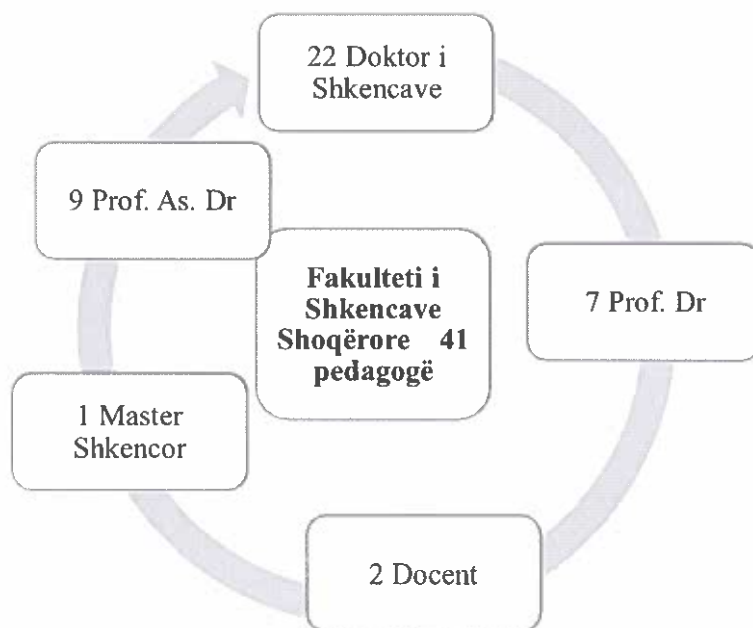 22 Doktor i
Shkencave
9 Prof. As. Dr
Fakulteti i
Shkencave
Shoqërore 41
pedagogë
7 Prof. Dr
1 Master
Shkencor
2 Docent